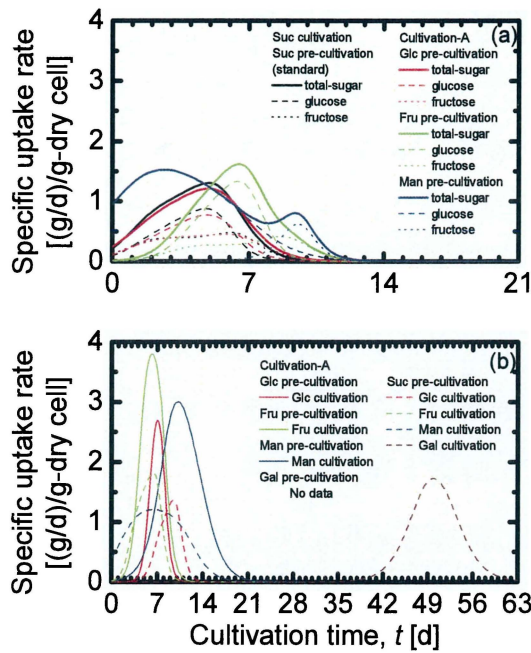 (a)
Specific uptake rate
[(g/d)/g-dry cell]
4
3
2
1
0
Suc cultivation
Suc pre-cultivation
(standard)
total-sugar
glucose
fructose
Cultivation-A
Glc pre-cultivation
total-sugar
glucose
fructose
Fru pre-cultivation
total-sugar
glucose
fructose
Man pre-cultivation
total-sugar
glucose
fructose
0 7 14 21
(b)
Specific uptake rate
[(g/d)/g-dry cell]
4
3
2
1
0
Cultivation-A
Glc pre-cultivation
Glc cultivation
Fru pre-cultivation
Fru cultivation
Man pre-cultivation
Man cultivation
Gal pre-cultivation
No data
Suc pre-cultivation
Glc cultivation
Fru cultivation
Man cultivation
Gal cultivation
0 7 14 21 28 35 42 49 56 63
Cultivation time, t [d]